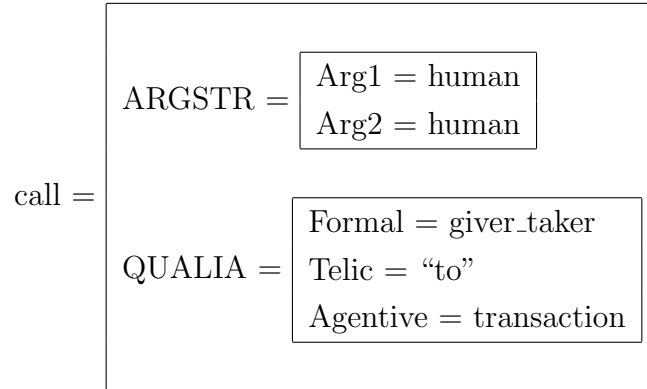 Arg1 = human
ARGSTR =
Arg2 = human
call =
Formal = giver_taker
QUALIA = Telic = “to”
Agentive = transaction